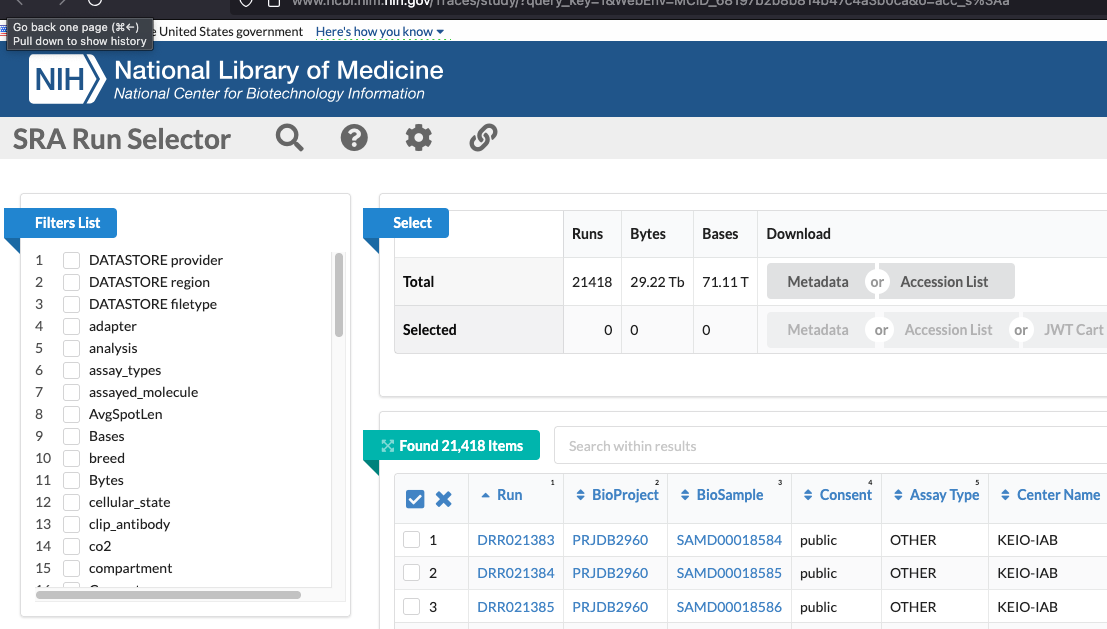 www.ncbi.nlm.nih.gov/Traces/study/?query_key=1&WebEnv=MCID_68197b2b8b814b47c4a3b0ca&o=acc_s%3Aa
Go back one page (⌘←)
Pull down to show history
United States government Here's how you know
NIH National Library of Medicine
National Center for Biotechnology Information
SRA Run Selector
Filters List
1 DATASTORE provider
2 DATASTORE region
3 DATASTORE filetype
4 adapter
5 analysis
6 assay_types
7 assayed_molecule
8 AvgSpotLen
9 Bases
10 breed
11 Bytes
12 cellular_state
13 clip_antibody
14 co2
15 compartment
Select
Runs Bytes Bases Download
Total 21418 29.22 Tb 71.11 T Metadata or Accession List
Selected 0 0 0 Metadata or Accession List or JWT Cart
Found 21,418 Items Search within results
Run 1 BioProject 2 BioSample 3 Consent 4 Assay Type 5 Center Name
1 DRR021383 PRJDB2960 SAMD00018584 public OTHER KEIO-IAB
2 DRR021384 PRJDB2960 SAMD00018585 public OTHER KEIO-IAB
3 DRR021385 PRJDB2960 SAMD00018586 public OTHER KEIO-IAB